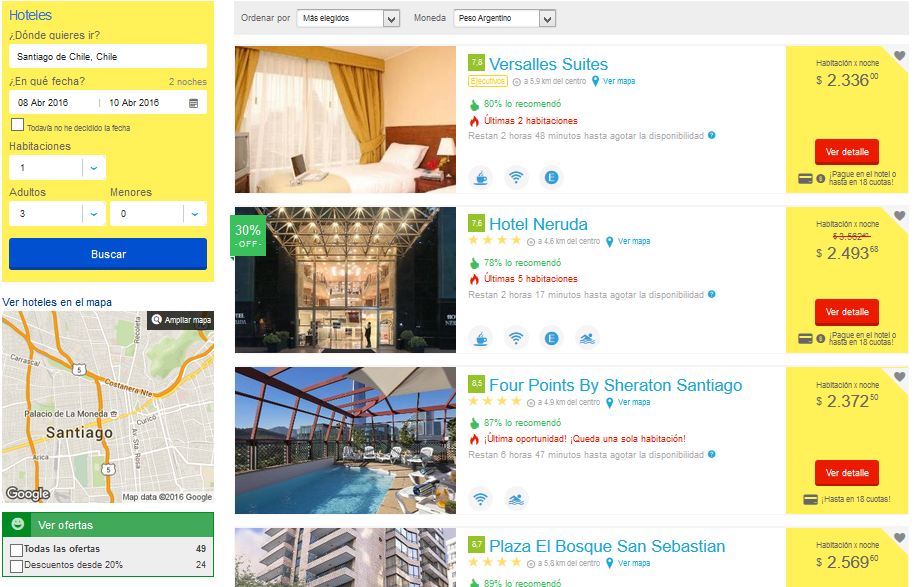 Hoteles
¿Dónde quieres ir?
Santiago de Chile, Chile
¿En qué fecha? 2 noches
08 Abr 2016 10 Abr 2016
Todavía no he decidido la fecha
Habitaciones
1
Adultos Menores
3 0
Buscar
Ver hoteles en el mapa
Ampliar mapa
Recoleta
Carrascal
5
Costanera Nte.
Palacio de La Moneda
Curicó
Santiago
Av. Sta. Rosa
Arica
5
Google
Map data ©2016 Google
Ver ofertas
Todas las ofertas 49
Descuentos desde 20% 24
Ordenar por Más elegidos Moneda Peso Argentino
7,8 Versalles Suites
Ejecutivos a 5,9 km del centro Ver mapa
80% lo recomendó
Últimas 2 habitaciones
Restan 2 horas 48 minutos hasta agotar la disponibilidad ?
E
Habitación x noche
$ 2.336 00
Ver detalle
¡Pague en el hotel o
hasta en 18 cuotas!
30%
- OFF -
7,6 Hotel Neruda
a 4,6 km del centro Ver mapa
78% lo recomendó
Últimas 5 habitaciones
Restan 2 horas 17 minutos hasta agotar la disponibilidad ?
E
Habitación x noche
$ 2.493 68
Ver detalle
¡Pague en el hotel o
hasta en 18 cuotas!
8,5 Four Points By Sheraton Santiago
a 4,9 km del centro Ver mapa
87% lo recomendó
¡Última oportunidad! ¡Queda una sola habitación!
Restan 6 horas 47 minutos hasta agotar la disponibilidad ?
Habitación x noche
$ 2.372 50
Ver detalle
¡Hasta en 18 cuotas!
8,7 Plaza El Bosque San Sebastian
a 5,8 km del centro Ver mapa
89% lo recomendó
Habitación x noche
$ 2.569 60